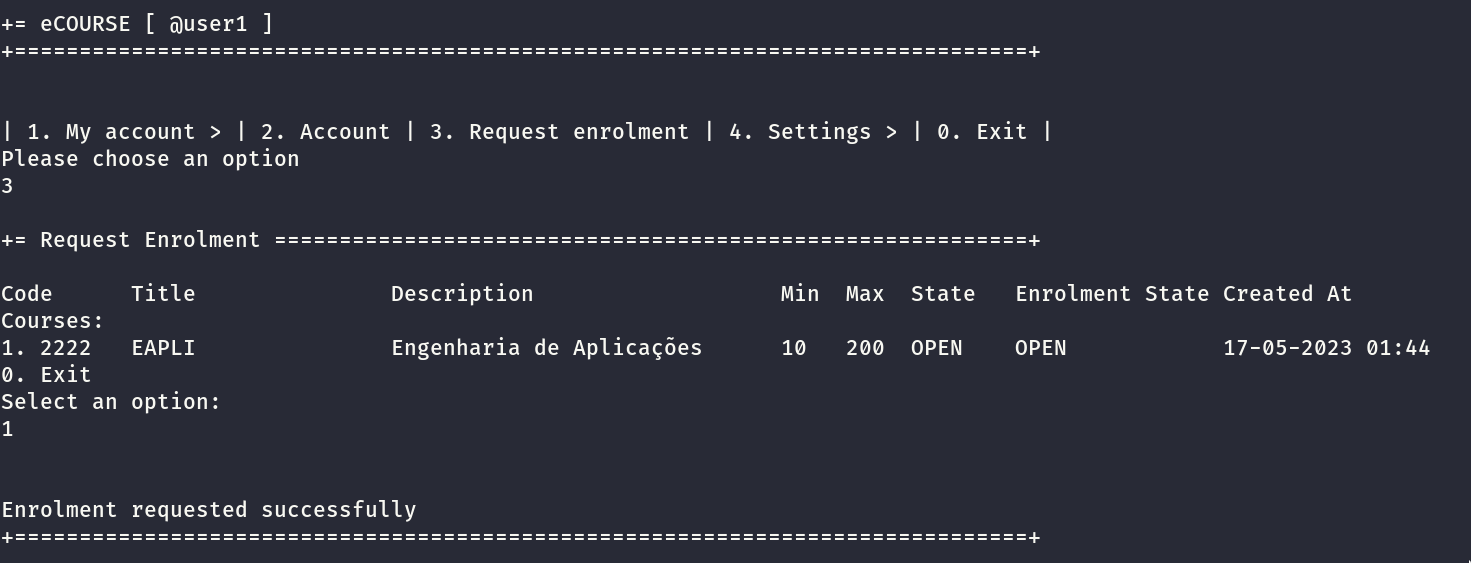 += eCOURSE [ @user1 ]
+==============================================================================+
| 1. My account > | 2. Account | 3. Request enrolment | 4. Settings > | 0. Exit |
Please choose an option
3
+= Request Enrolment ==========================================================+
Code      Title               Description                   Min  Max  State   Enrolment State Created At
Courses:
1. 2222   EAPLI               Engenharia de Aplicações      10   200  OPEN    OPEN            17-05-2023 01:44
0. Exit
Select an option:
1
Enrolment requested successfully
+==============================================================================+